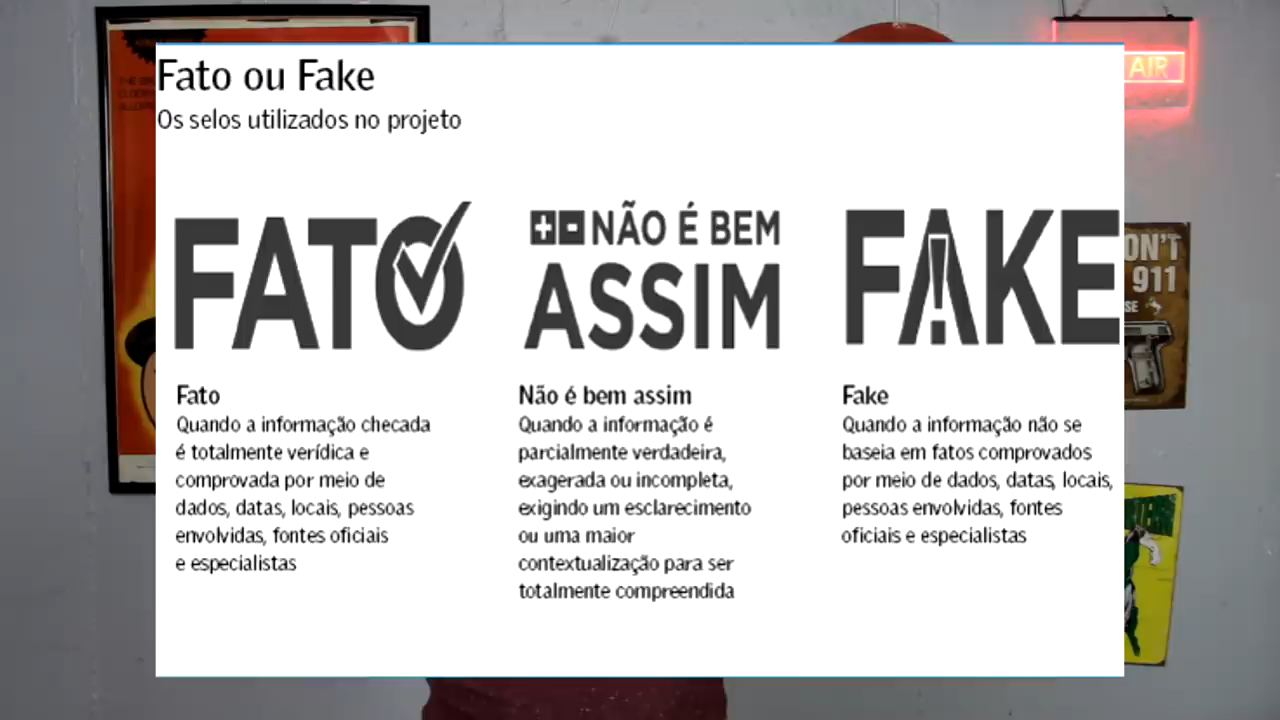 Fato ou Fake
Os selos utilizados no projeto
FATO
NÃO É BEM
ASSIM
FAKE
Fato
Quando a informação checada
é totalmente verídica e
comprovada por meio de
dados, datas, locais, pessoas
envolvidas, fontes oficiais
e especialistas
Não é bem assim
Quando a informação é
parcialmente verdadeira,
exagerada ou incompleta,
exigindo um esclarecimento
ou uma maior
contextualização para ser
totalmente compreendida
Fake
Quando a informação não se
baseia em fatos comprovados
por meio de dados, datas, locais,
pessoas envolvidas, fontes
oficiais e especialistas
AIR
ON'T
911
SE